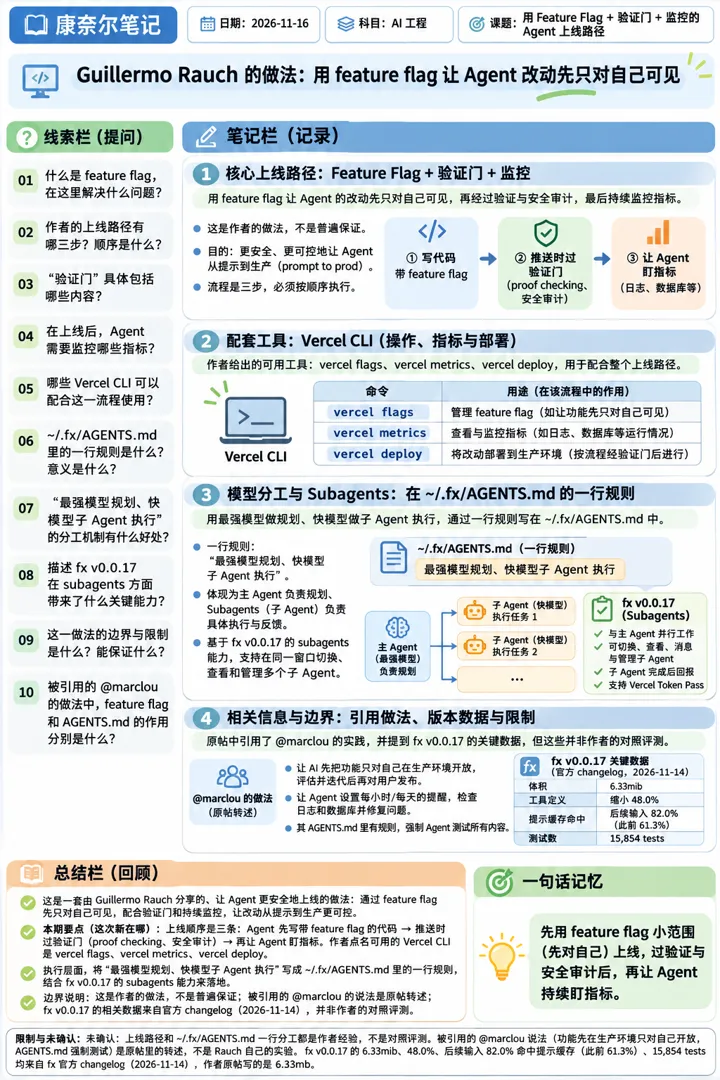 康奈尔笔记
日期：2026-11-16
科目：AI 工程
课题：
用 Feature Flag + 验证门 + 监控的
Agent 上线路径
Guillermo Rauch 的做法：用 feature flag 让 Agent 改动先只对自己可见
线索栏（提问）
01
什么是 feature flag，
在这里解决什么问题？
02
作者的上线路径有
哪三步？顺序是什么？
03
“验证门”具体包括
哪些内容？
04
在上线后，Agent
需要监控哪些指标？
05
哪些 Vercel CLI 可以
配合这一流程使用？
06
~/.fx/AGENTS.md
里的一行规则是什么？
意义是什么？
07
“最强模型规划、快
模型子 Agent 执行”
的分工机制有什么好处？
08
描述 fx v0.0.17
在 subagents 方面
带来了什么关键能力？
09
这一做法的边界与限制
是什么？能保证什么？
10
被引用的 @marclou
的做法中，feature flag
和 AGENTS.md 的作用
分别是什么？
笔记栏（记录）
1 核心上线路径：Feature Flag + 验证门 + 监控
用 feature flag 让 Agent 的改动先只对自己可见，再经过验证与安全审计，最后持续监控指标。
这是作者的做法，不是普遍保证。
目的：更安全、更可控地让 Agent
从提示到生产（prompt to prod）。
流程是三步，必须按顺序执行。
① 写代码
带 feature flag
② 推送时过
验证门
(proof checking、
安全审计）
③ 让 Agent
盯指标
（日志、数据库等）
2 配套工具：Vercel CLI（操作、指标与部署）
作者给出的可用工具：vercel flags、vercel metrics、vercel deploy，用于配合整个上线路径。
Vercel CLI
命令 用途（在该流程中的作用）
vercel flags 管理 feature flag（如让功能先只对自己可见）
vercel metrics 查看与监控指标（如日志、数据库等运行情况）
vercel deploy 将改动部署到生产环境（按流程经验证门后进行）
3 模型分工与 Subagents：在 ~/.fx/AGENTS.md 的一行规则
用最强模型做规划、快模型做子 Agent 执行，通过一行规则写在 ~/.fx/AGENTS.md 中。
一行规则：
“最强模型规划、快模型
子 Agent 执行” 。
体现为主 Agent 负责规划、
Subagents（子 Agent）负责
具体执行与反馈。
基于 fx v0.0.17 的 subagents
能力，支持在同一窗口切换、
查看和管理多个子 Agent。
~/.fx/AGENTS.md（一行规则）
最强模型规划、快模型子 Agent 执行
主 Agent
（最强模型）
负责规划
子 Agent（快模型）
执行任务 1
子 Agent（快模型）
执行任务 2
...
fx v0.0.17
(Subagents)
与主 Agent 并行工作
可切换、查看、消息
与管理子 Agent
子 Agent 完成后回报
支持 Vercel Token Pass
4 相关信息与边界：引用做法、版本数据与限制
原帖中引用了 @marclou 的实践，并提到 fx v0.0.17 的关键数据，但这些并非作者的对照评测。
@marclou 的做法
（原帖转述）
让 AI 先把功能只对自己在生产环境开放，
评估并迭代后再对用户发布。
让 Agent 设置每小时/每天的提醒，检查
日志和数据库并修复问题。
其 AGENTS.md 里有规则，强制 Agent 测试所有内容。
fx
fx v0.0.17 关键数据
（官方 changelog，2026-11-14）
体积 6.33mib
工具定义 缩小 48.0%
提示缓存命中 后续输入 82.0%
（此前 61.3%）
测试数 15,854 tests
总结栏（回顾）
这是一套由 Guillermo Rauch 分享的、让 Agent 更安全地上线的做法：通过 feature flag
先只对自己可见，配合验证门和持续监控，让改动从提示到生产更可控。
本期要点（这次新在哪）：上线顺序是三条：Agent 先写带 feature flag 的代码 → 推送时
过验证门（proof checking、安全审计）→ 再让 Agent 盯指标。作者点名可用的 Vercel CLI
是 vercel flags、vercel metrics、vercel deploy。
执行层面，将 “最强模型规划、快模型子 Agent 执行” 写成 ~/.fx/AGENTS.md 里的一行规则，
结合 fx v0.0.17 的 subagents 能力来落地。
边界说明：这是作者的做法，不是普遍保证；被引用的 @marclou 的说法是原帖转述；
fx v0.0.17 的相关数据来自官方 changelog（2026-11-14），并非作者的对照评测。
一句话记忆
先用 feature flag 小范围
（先对自己）上线，过验证与
安全审计后，再让 Agent
持续盯指标。
限制与未确认：未确认：上线路径和 ~/.fx/AGENTS.md 一行分工都是作者经验，不是对照评测。被引用的 @marclou 说法（功能先在生产环境只对自己开放，
AGENTS.md 强制测试）是原帖里的转述，不是 Rauch 自己的实验。 fx v0.0.17 的 6.33mib、48.0%、后续输入 82.0% 命中提示缓存（此前 61.3%）、15,854 tests
均来自 fx 官方 changelog（2026-11-14），作者原帖写的是 6.33mb。